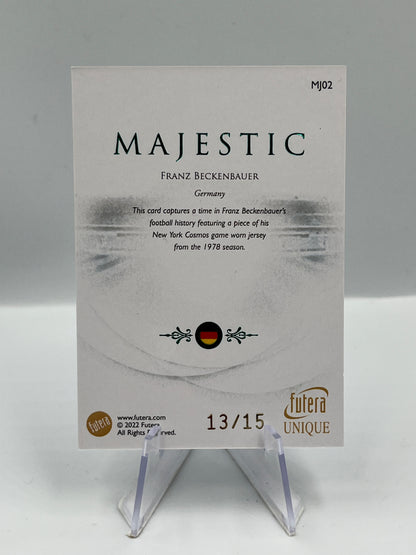 MJ02
MAJESTIC
FRANZ BECKENBAUER
Germany
This card captures a time in Franz Beckenbauer's
football history featuring a piece of his
New York Cosmos game worn jersey
from the 1978 season.
futera
www.futera.com
© 2022 Futera
All Rights Reserved.
13/15
futera
UNIQUE